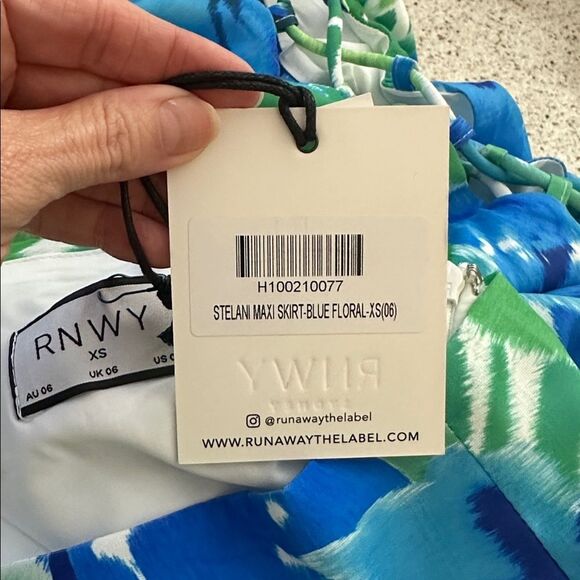 H100210077
STELANI MAXI SKIRT-BLUE FLORAL-XS(06)
RNWY
SYDNEY
@runawaythelabel
WWW.RUNAWAYTHELABEL.COM
RNWY
XS
AU 06 UK 06 US